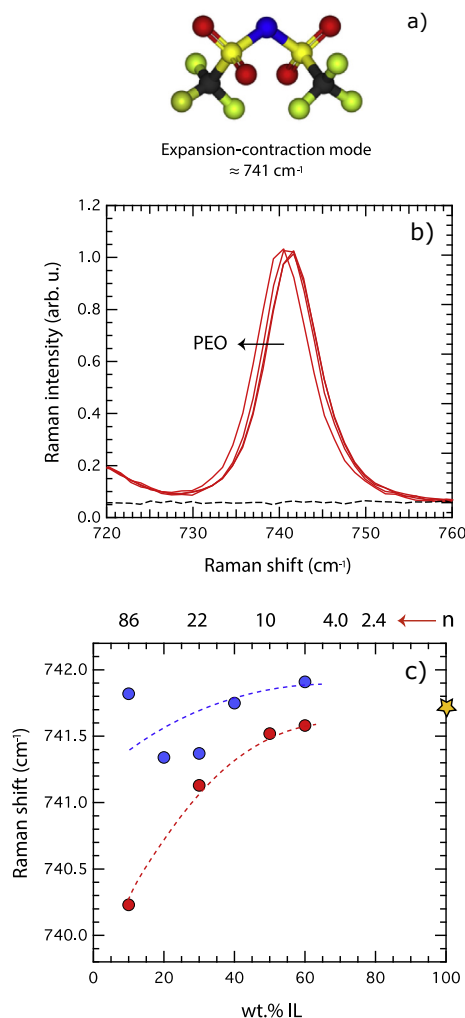 a)
Expansion-contraction mode
≈ 741 cm⁻¹
b)
1.2
1.0
0.8
0.6
0.4
0.2
0.0
Raman intensity (arb. u.)
PEO
720
730
740
750
760
Raman shift (cm⁻¹)
86
22
10
4.0
2.4
n
c)
742.0
741.5
741.0
740.5
740.0
Raman shift (cm⁻¹)
0
20
40
60
80
100
wt.% IL